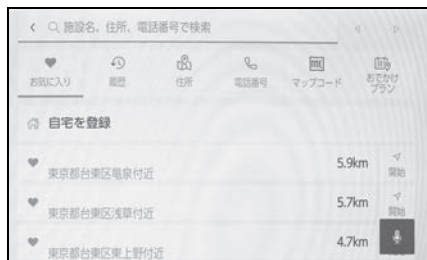 施設名、住所、電話番号で検索
お気に入り
履歴
住所
電話番号
マップコード
おでかけ
プラン
自宅を登録
5.9km
東京都台東区竜泉付近
開始
5.7km
東京都台東区浅草付近
開始
4.7km
東京都台東区東上野付近